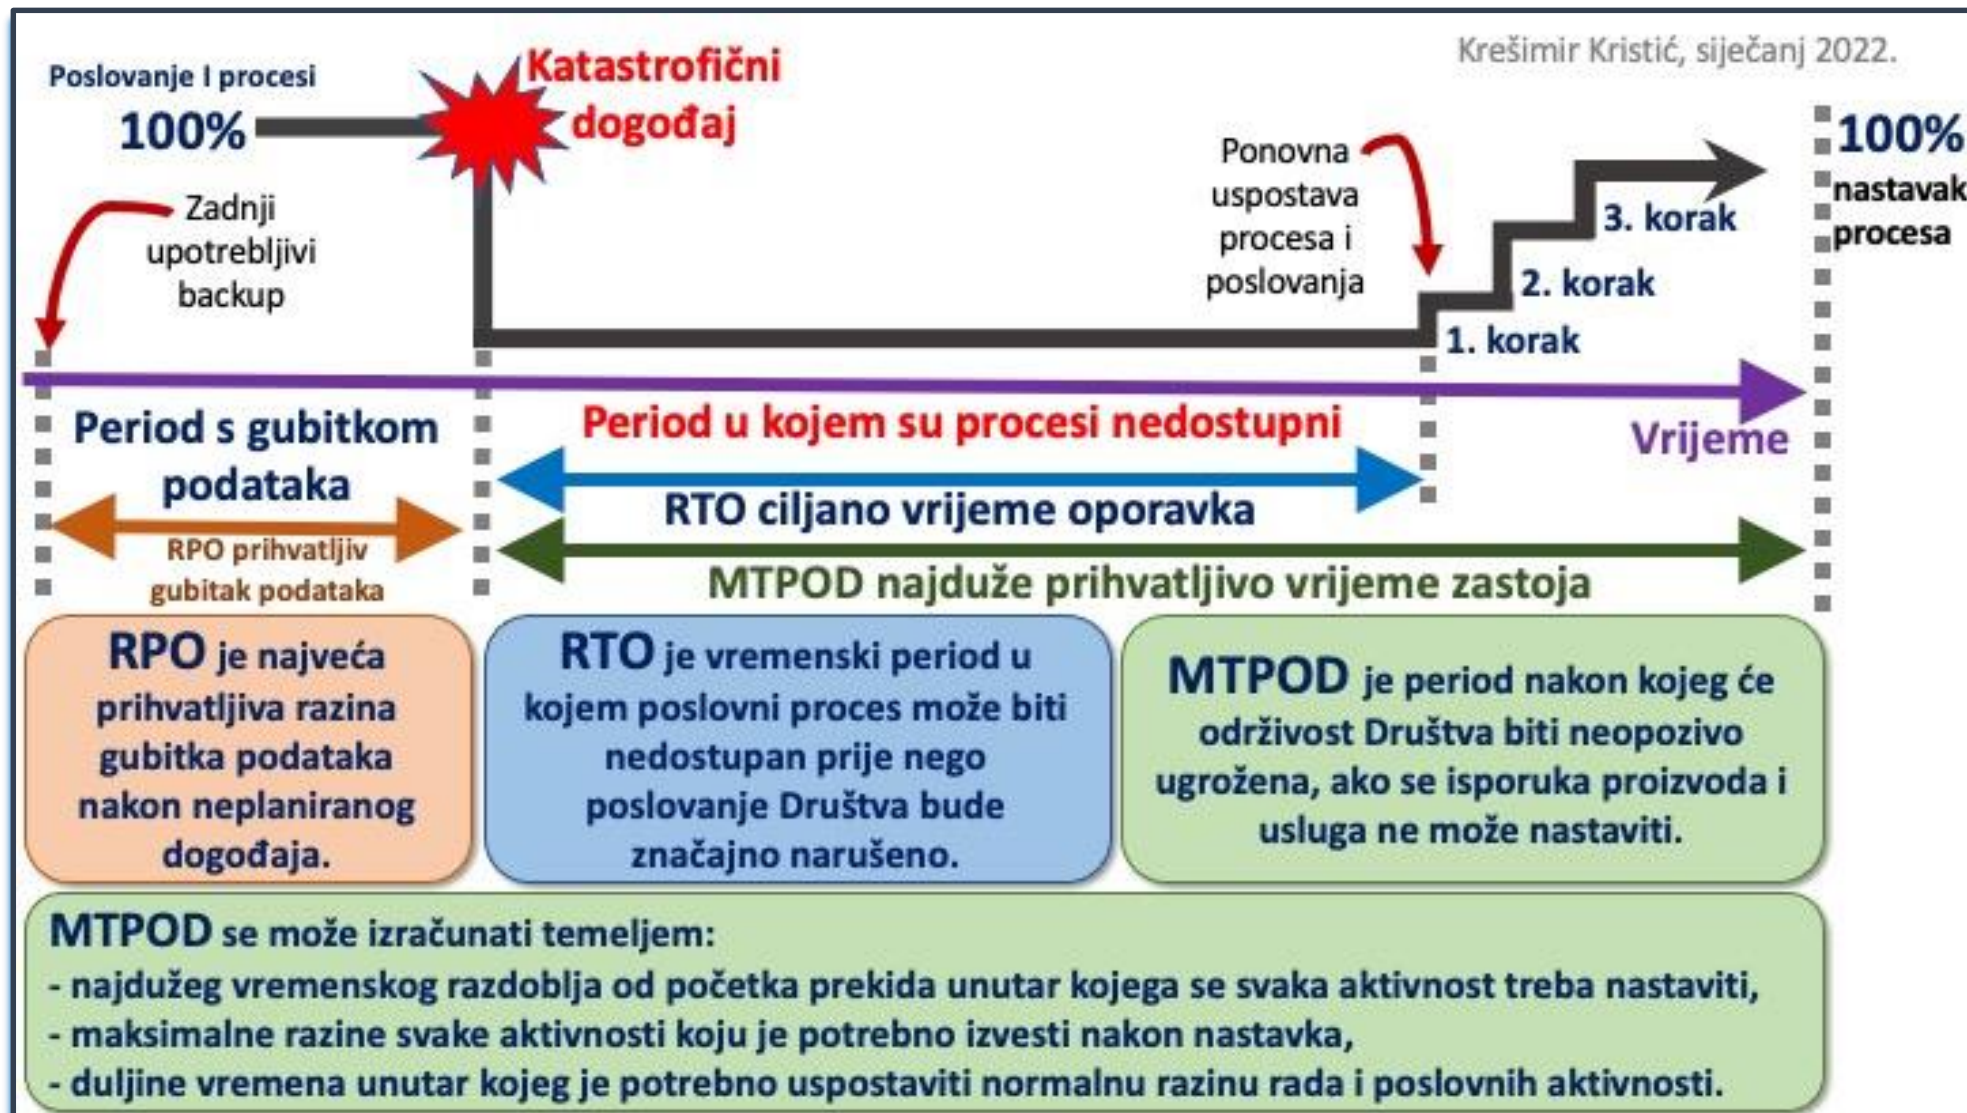 Krešimir Kristić, siječanj 2022.
Poslovanje I procesi
100%
Katastrofični
dogođaj
Zadnji
upotrebljivi
backup
Ponovna
uspostava
procesa i
poslovanja
1. korak
2. korak
3. korak
100%
nastavak
procesa
Period s gubitkom
podataka
RPO prihvatljiv
gubitak podataka
Period u kojem su procesi nedostupni
RTO ciljano vrijeme oporavka
MTPOD najduže prihvatljivo vrijeme zastoja
Vrijeme
RPO je najveća
prihvatljiva razina
gubitka podataka
nakon neplaniranog
dogođaja.
RTO je vremenski period u
kojem poslovni proces može biti
nedostupan prije nego
poslovanje Društva bude
značajno narušeno.
MTPOD je period nakon kojeg će
održivost Društva biti neopozivo
ugrožena, ako se isporuka proizvoda i
usluga ne može nastaviti.
MTPOD se može izračunati temeljem:
- najdužeg vremenskog razdoblja od početka prekida unutar kojega se svaka aktivnost treba nastaviti,
- maksimalne razine svake aktivnosti koju je potrebno izvesti nakon nastavka,
- duljine vremena unutar kojeg je potrebno uspostaviti normalnu razinu rada i poslovnih aktivnosti.